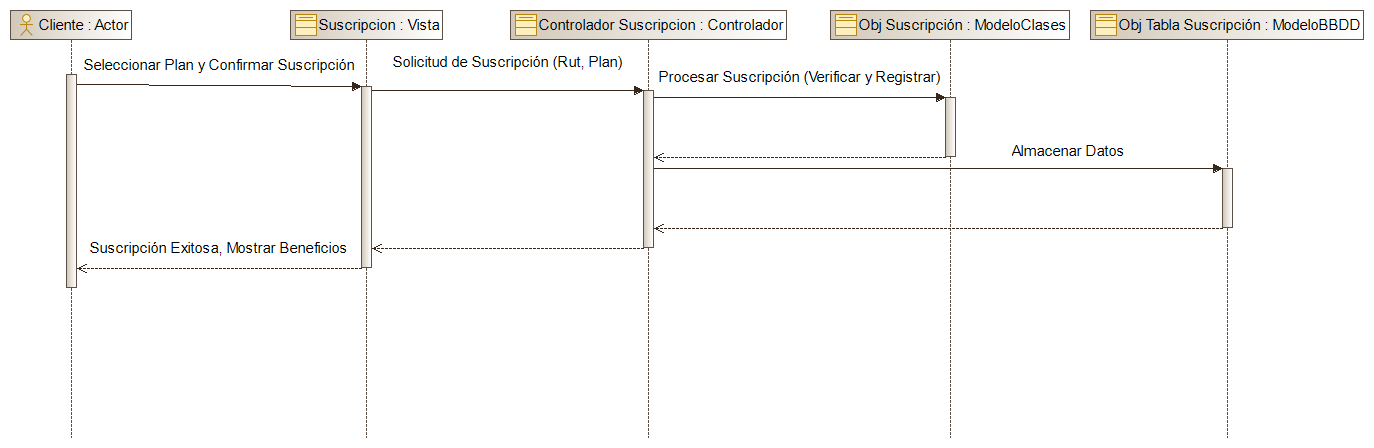 Cliente : Actor
Suscripcion : Vista
Controlador Suscripcion : Controlador
Obj Suscripción : ModeloClases
Obj Tabla Suscripción : ModeloBBDD
Seleccionar Plan y Confirmar Suscripción
Solicitud de Suscripción (Rut, Plan)
Procesar Suscripción (Verificar y Registrar)
Almacenar Datos
Suscripción Exitosa, Mostrar Beneficios